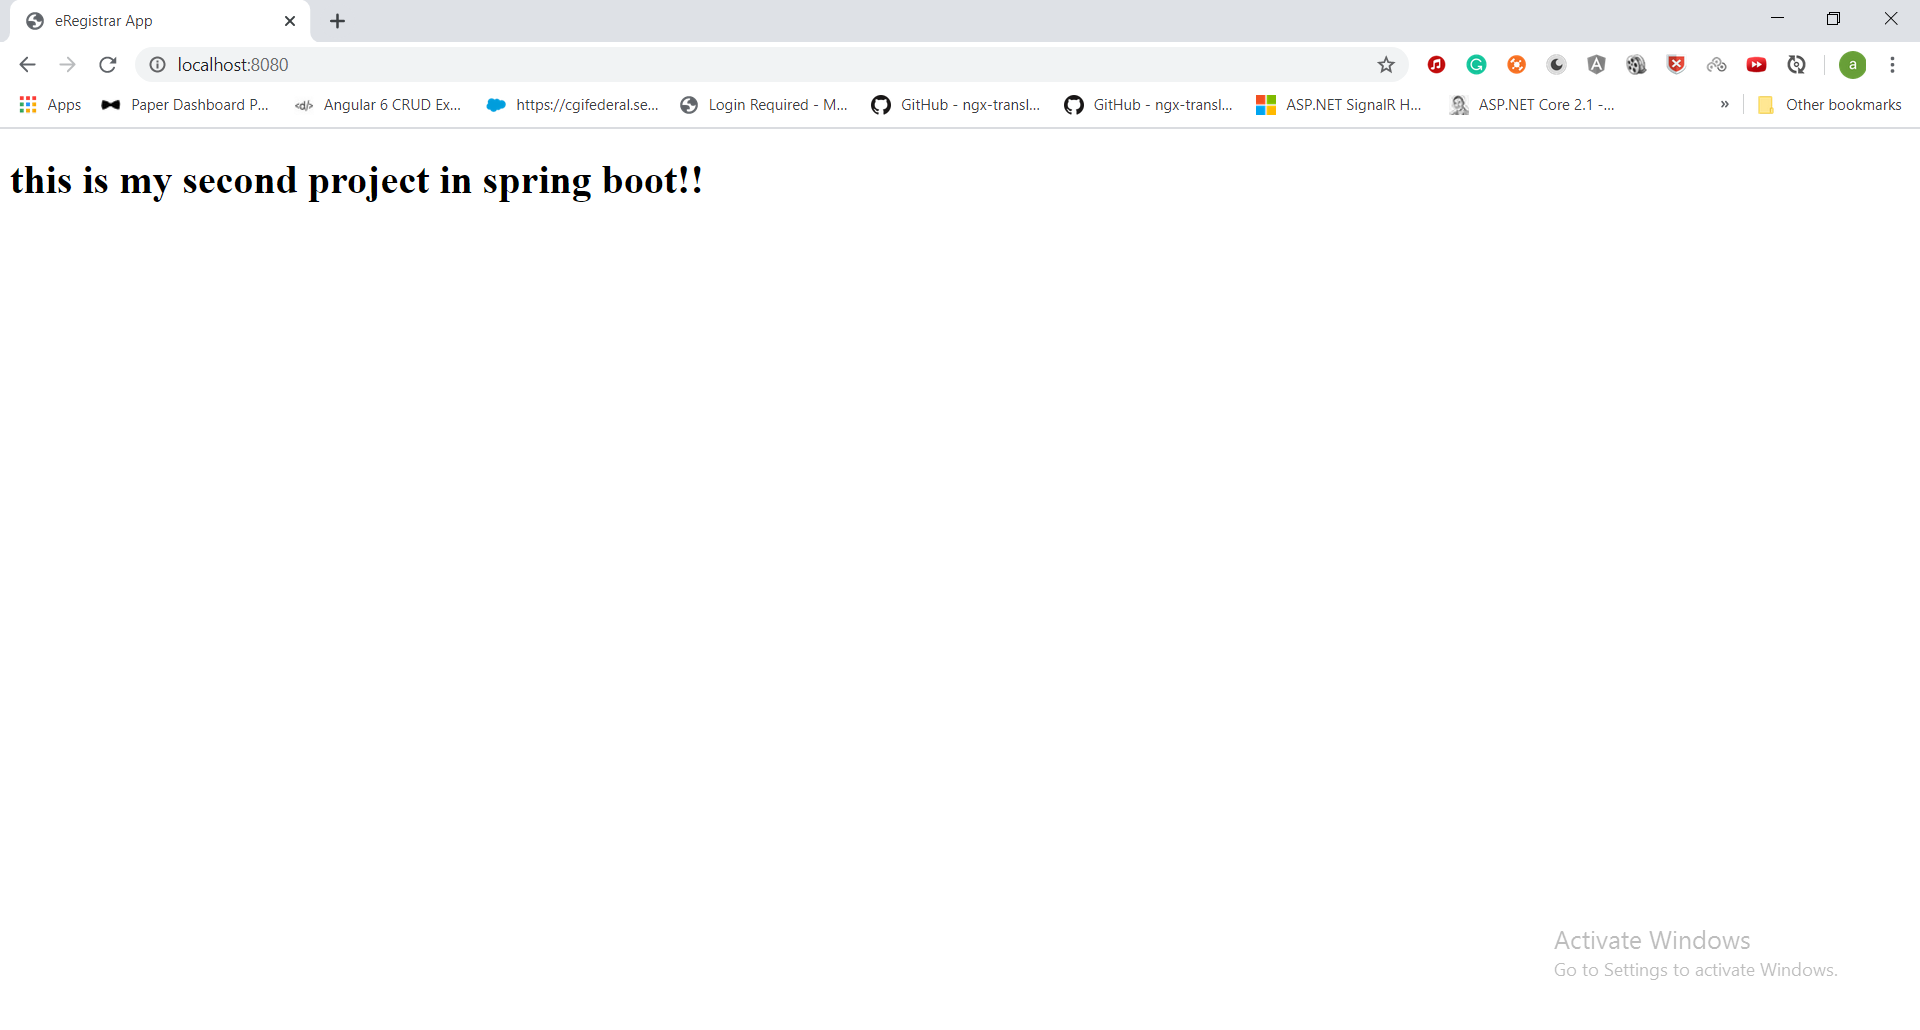 eRegistrar App
localhost:8080
a
Apps
Paper Dashboard P...
Angular 6 CRUD Ex...
https://cgifederal.se...
Login Required - M...
GitHub - ngx-transl...
GitHub - ngx-transl...
ASP.NET SignalR H...
ASP.NET Core 2.1 -...
»
Other bookmarks
this is my second project in spring boot!!
Activate Windows
Go to Settings to activate Windows.